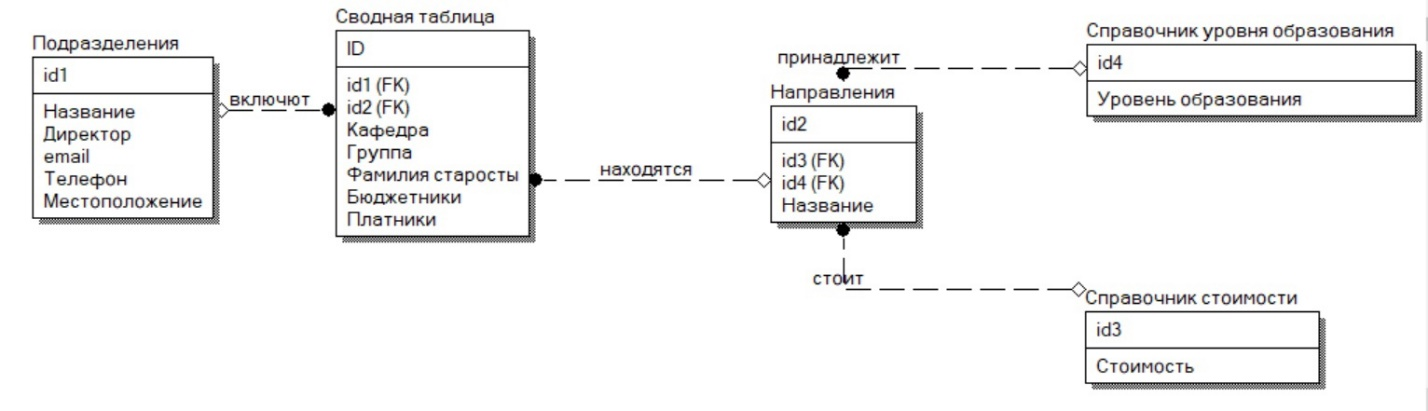 Подразделения
id1
Название
Директор
email
Телефон
Местоположение
включют
Сводная таблица
ID
id1 (FK)
id2 (FK)
Кафедра
Группа
Фамилия старосты
Бюджетники
Платники
находятся
принадлежит
Направления
id2
id3 (FK)
id4 (FK)
Название
стоит
Справочник уровня образования
id4
Уровень образования
Справочник стоимости
id3
Стоимость